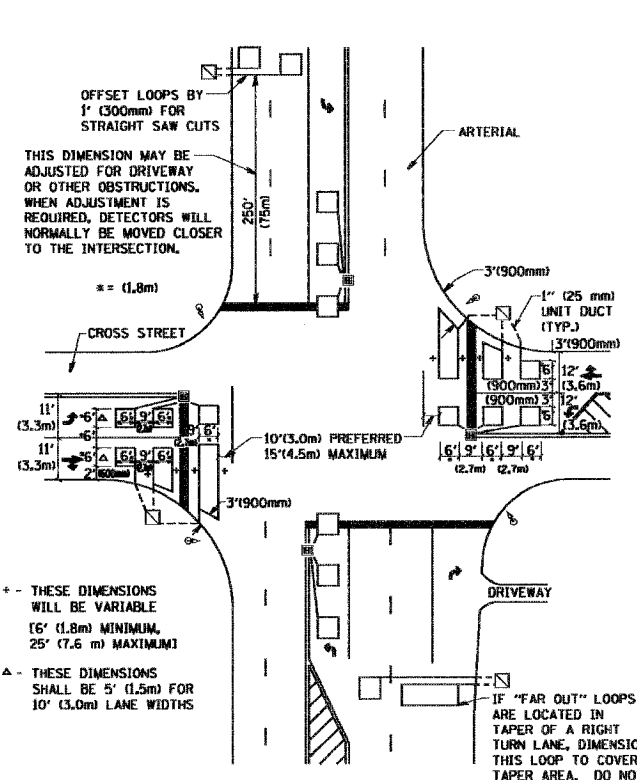 OFFSET LOOPS BY
1' (300mm) FOR
STRAIGHT SAW CUTS
ARTERIAL
THIS DIMENSION MAY BE
ADJUSTED FOR DRIVEWAY
OR OTHER OBSTRUCTIONS.
WHEN ADJUSTMENT IS
REQUIRED, DETECTORS WILL
NORMALLY BE MOVED CLOSER
TO THE INTERSECTION.
250'
(75m)
* = (1.8m)
3'(900mm)
1" (25 mm)
UNIT DUCT
(TYP.)
CROSS STREET
3'(900mm)
6' 12'
(900mm) 3' (3.6m)
(900mm) 3' 12'
6' (3.6m)
11' 6' 6' 9' 6'
(3.3m)
+6' 9' 6'
(2.7m)
11' 6' 6' 9' 6'
(3.3m)
2' (600mm)
10'(3.0m) PREFERRED
15'(4.5m) MAXIMUM
6' 9' 6' 9' 6'
(2.7m) (2.7m)
3'(900mm)
+ - THESE DIMENSIONS
WILL BE VARIABLE
[6' (1.8m) MINIMUM,
25' (7.6 m) MAXIMUM]
DRIVEWAY
Δ - THESE DIMENSIONS
SHALL BE 5' (1.5m) FOR
10' (3.0m) LANE WIDTHS
IF "FAR OUT" LOOPS
ARE LOCATED IN
TAPER OF A RIGHT
TURN LANE, DIMENSIO
THIS LOOP TO COVER
TAPER AREA. DO NO